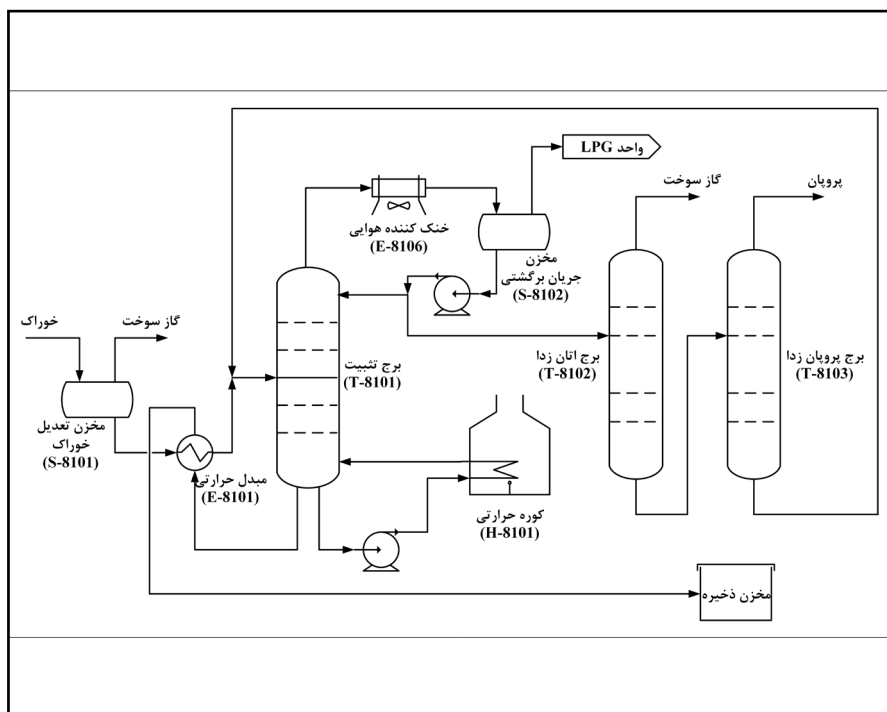 واحد LPG
گاز سوخت
پروپان
خنک کننده هوایی
(E-8106)
مخزن
جریان برگشتی
(S-8102)
خوراک
گاز سوخت
برج تثبیت
(T-8101)
برج اتان زدا
(T-8102)
برج پروپان زدا
(T-8103)
مخزن تعدیل
خوراک
(S-8101)
مبدل حرارتی
(E-8101)
کوره حرارتی
(H-8101)
مخزن ذخیره